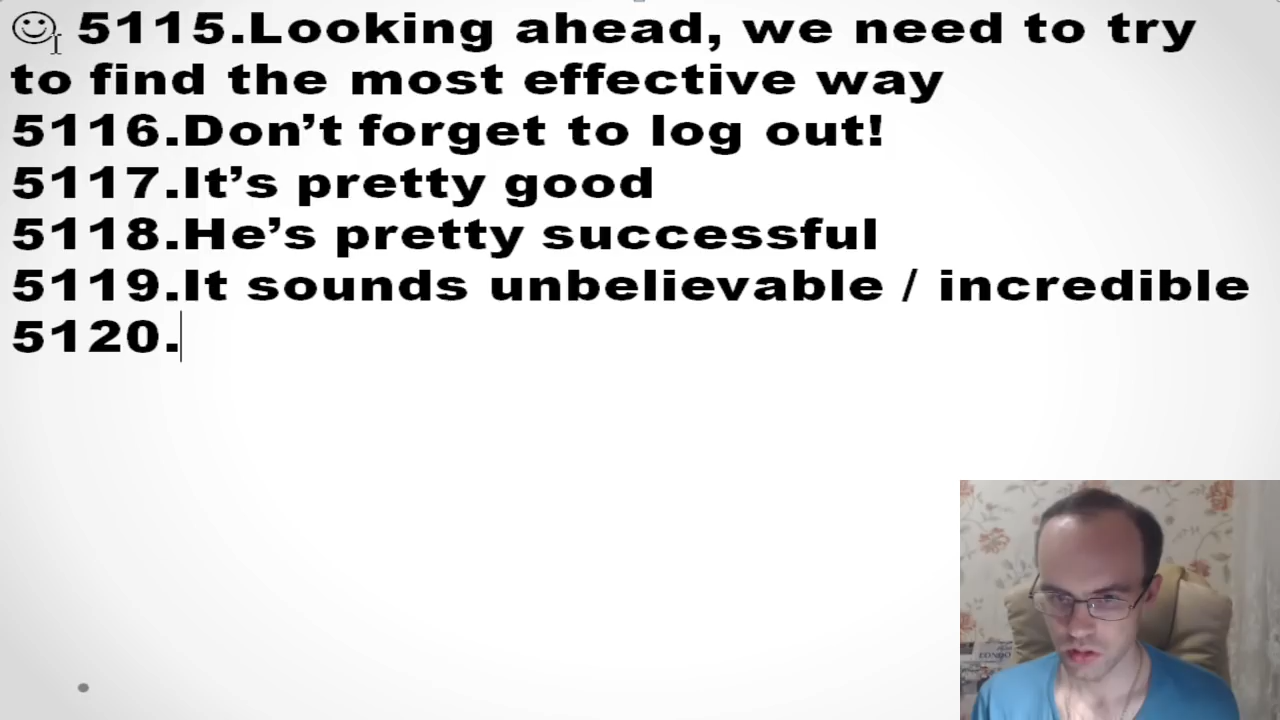 ☺ 5115.Looking ahead, we need to try
to find the most effective way
5116.Don’t forget to log out!
5117.It’s pretty good
5118.He’s pretty successful
5119.It sounds unbelievable / incredible
5120.